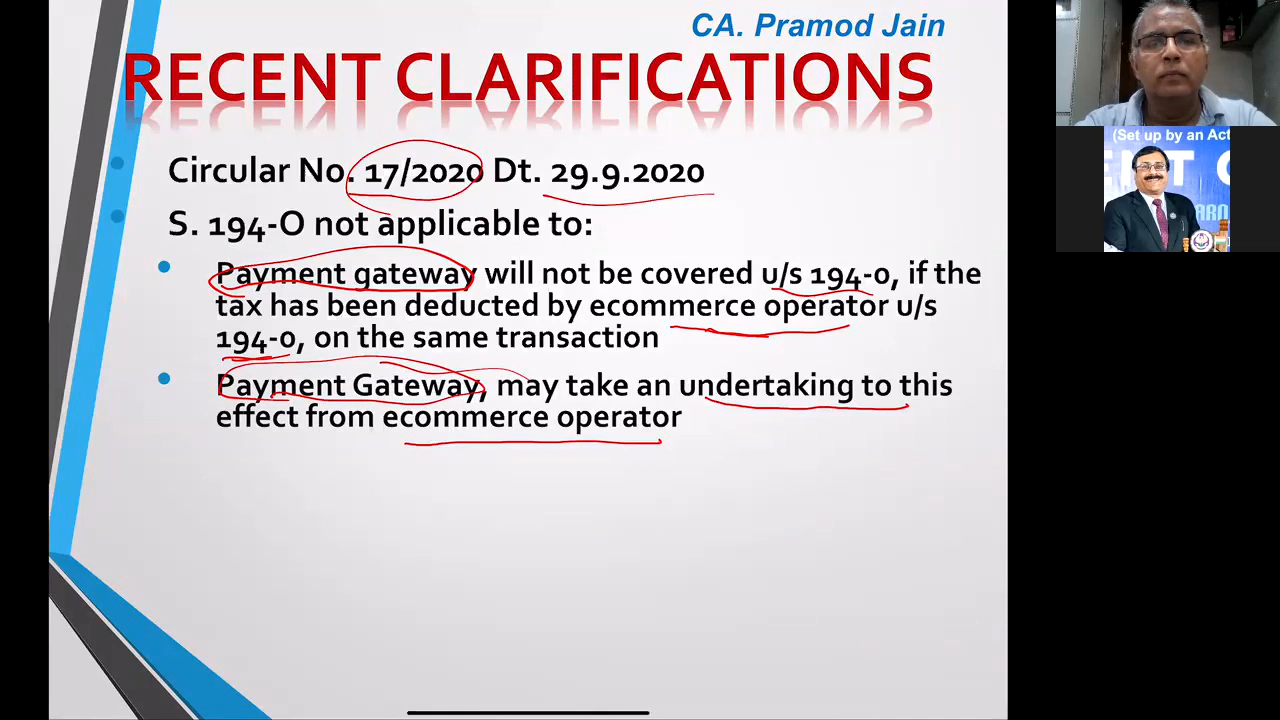 CA. Pramod Jain
RECENT CLARIFICATIONS
Circular No. 17/2020 Dt. 29.9.2020
S. 194-O not applicable to:
Payment gateway will not be covered u/s 194-0, if the
tax has been deducted by ecommerce operator u/s
194-0, on the same transaction
Payment Gateway, may take an undertaking to this
effect from ecommerce operator
(Set up by an Act